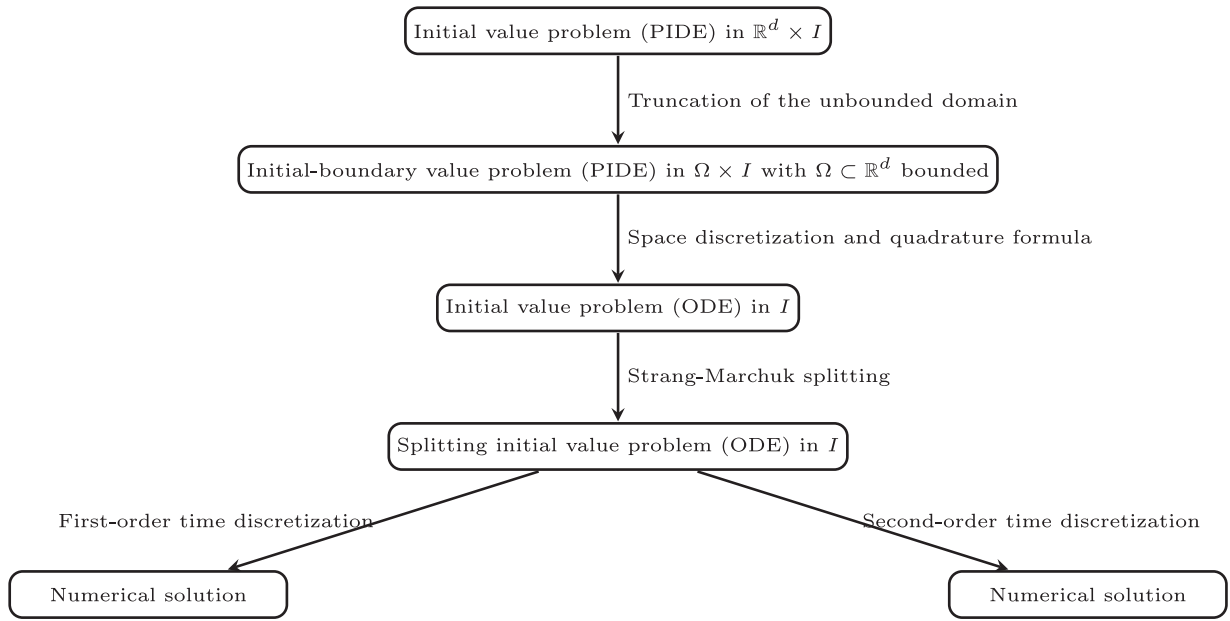 Initial value problem (PIDE) in ℝᵈ × I
Truncation of the unbounded domain
Initial-boundary value problem (PIDE) in Ω × I with Ω ⊂ ℝᵈ bounded
Space discretization and quadrature formula
Initial value problem (ODE) in I
Strang-Marchuk splitting
Splitting initial value problem (ODE) in I
First-order time discretization
Second-order time discretization
Numerical solution
Numerical solution